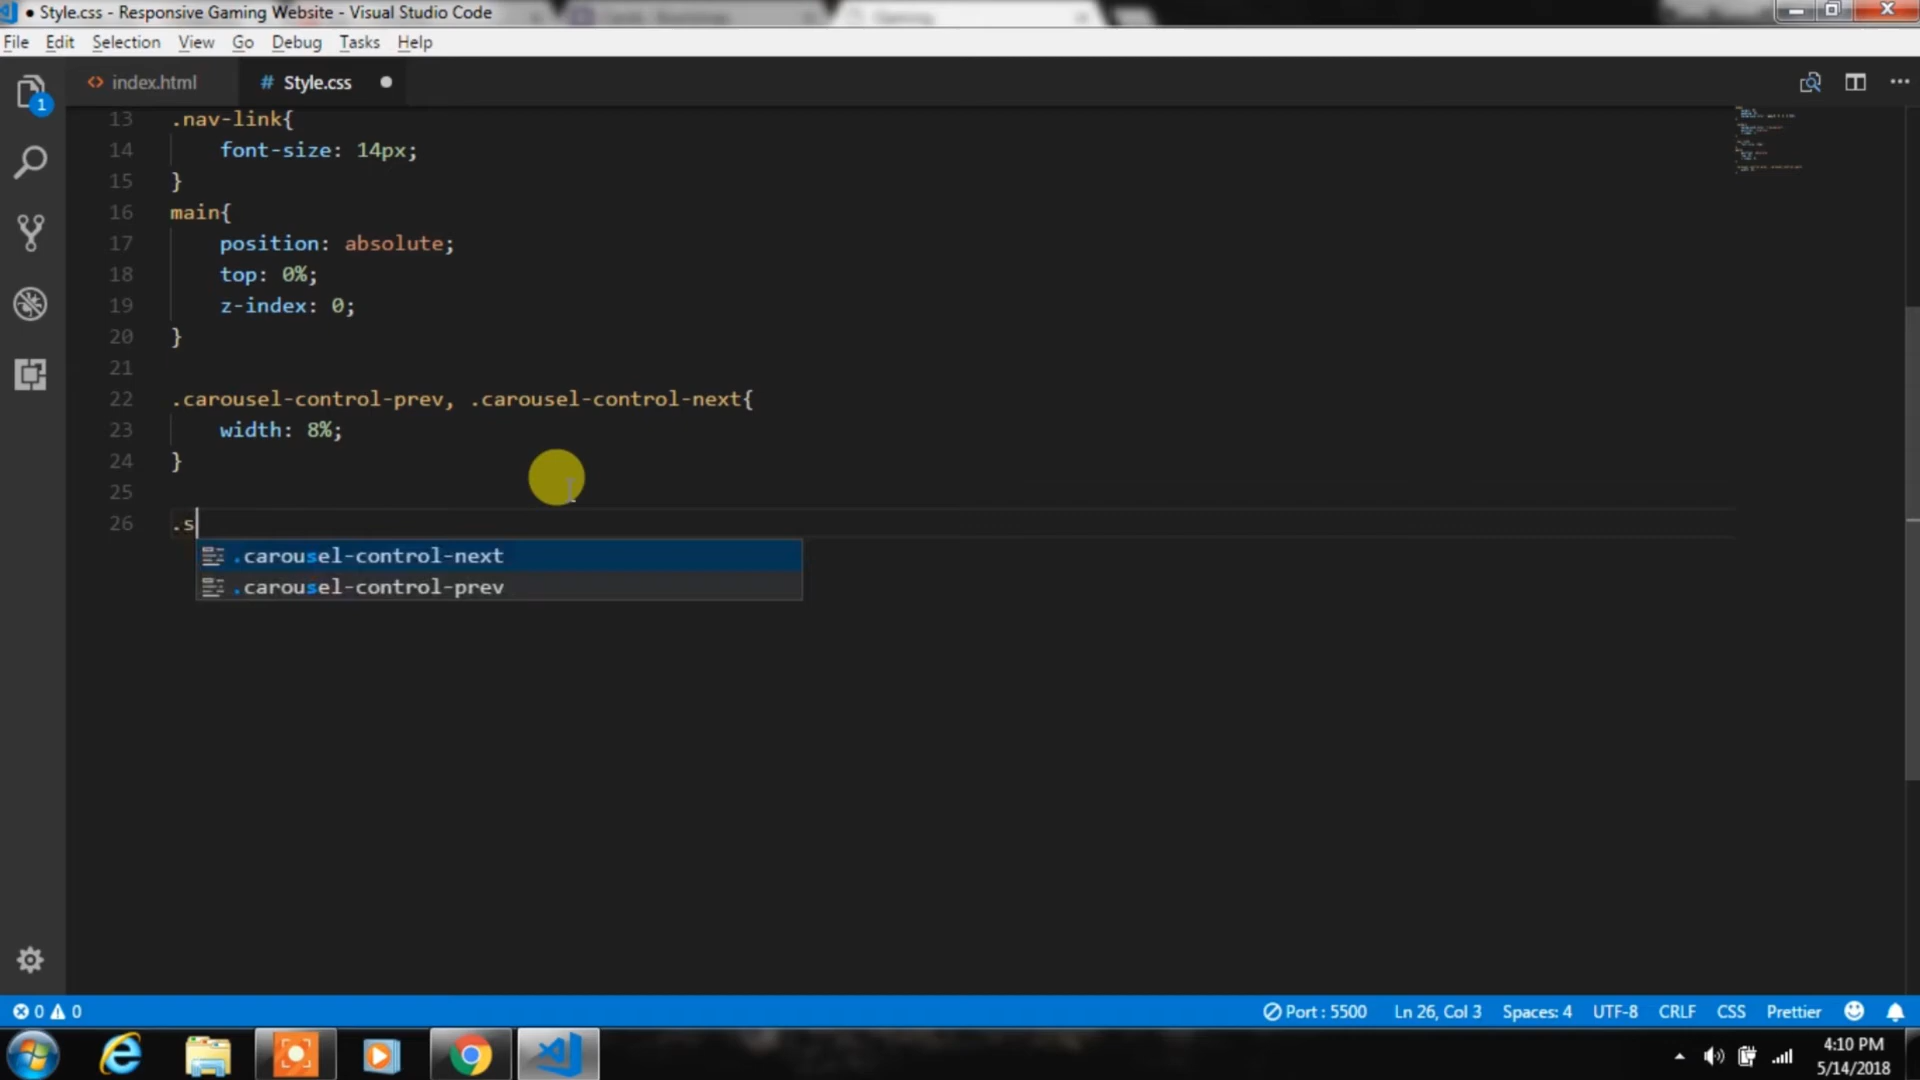 Style.css - Responsive Gaming Website - Visual Studio Code
File Edit Selection View Go Debug Tasks Help
1
<> index.html # Style.css ●
13 .nav-link{
14 font-size: 14px;
15 }
16 main{
17 position: absolute;
18 top: 0%;
19 z-index: 0;
20 }
21
22 .carousel-control-prev, .carousel-control-next{
23 width: 8%;
24 }
25
26 .s
.carousel-control-next
.carousel-control-prev
0 0 Port : 5500 Ln 26, Col 3 Spaces: 4 UTF-8 CRLF CSS Prettier
4:10 PM
5/14/2018